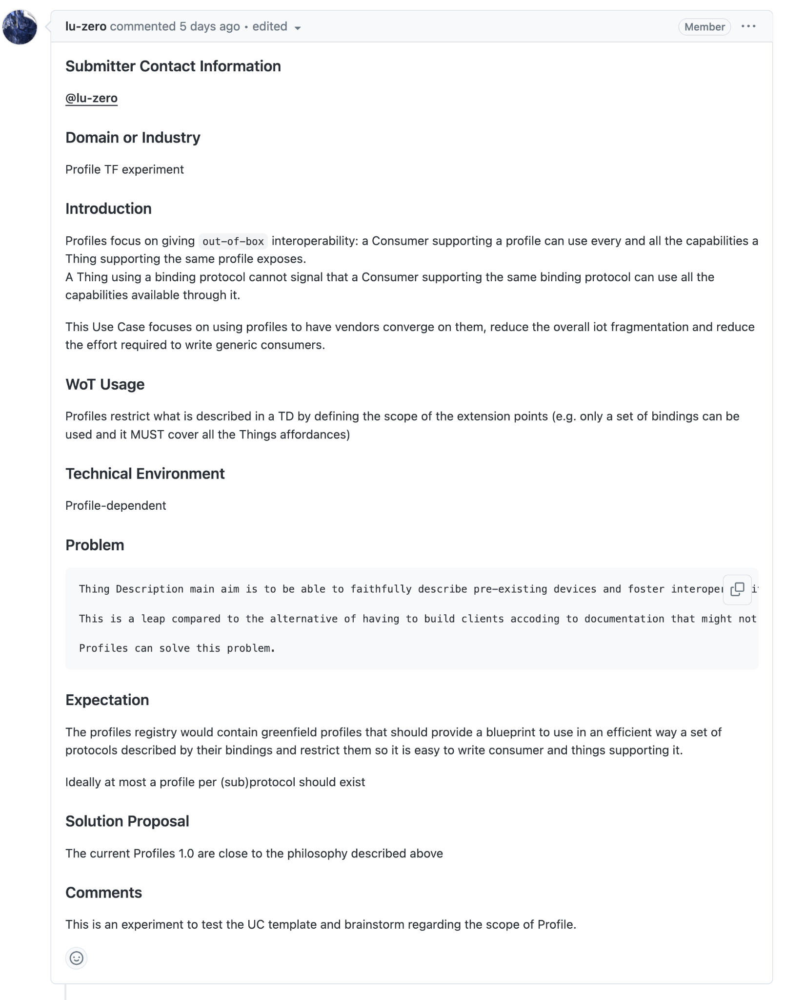 lu-zero commented 5 days ago • edited
Member
Submitter Contact Information
@lu-zero
Domain or Industry
Profile TF experiment
Introduction
Profiles focus on giving out-of-box interoperability: a Consumer supporting a profile can use every and all the capabilities a
Thing supporting the same profile exposes.
A Thing using a binding protocol cannot signal that a Consumer supporting the same binding protocol can use all the
capabilities available through it.
This Use Case focuses on using profiles to have vendors converge on them, reduce the overall iot fragmentation and reduce
the effort required to write generic consumers.
WoT Usage
Profiles restrict what is described in a TD by defining the scope of the extension points (e.g. only a set of bindings can be
used and it MUST cover all the Things affordances)
Technical Environment
Profile-dependent
Problem
Thing Description main aim is to be able to faithfully describe pre-existing devices and foster
This is a leap compared to the alternative of having to build clients accoding to documentation that might not
Profiles can solve this problem.
Expectation
The profiles registry would contain greenfield profiles that should provide a blueprint to use in an efficient way a set of
protocols described by their bindings and restrict them so it is easy to write consumer and things supporting it.
Ideally at most a profile per (sub)protocol should exist
Solution Proposal
The current Profiles 1.0 are close to the philosophy described above
Comments
This is an experiment to test the UC template and brainstorm regarding the scope of Profile.